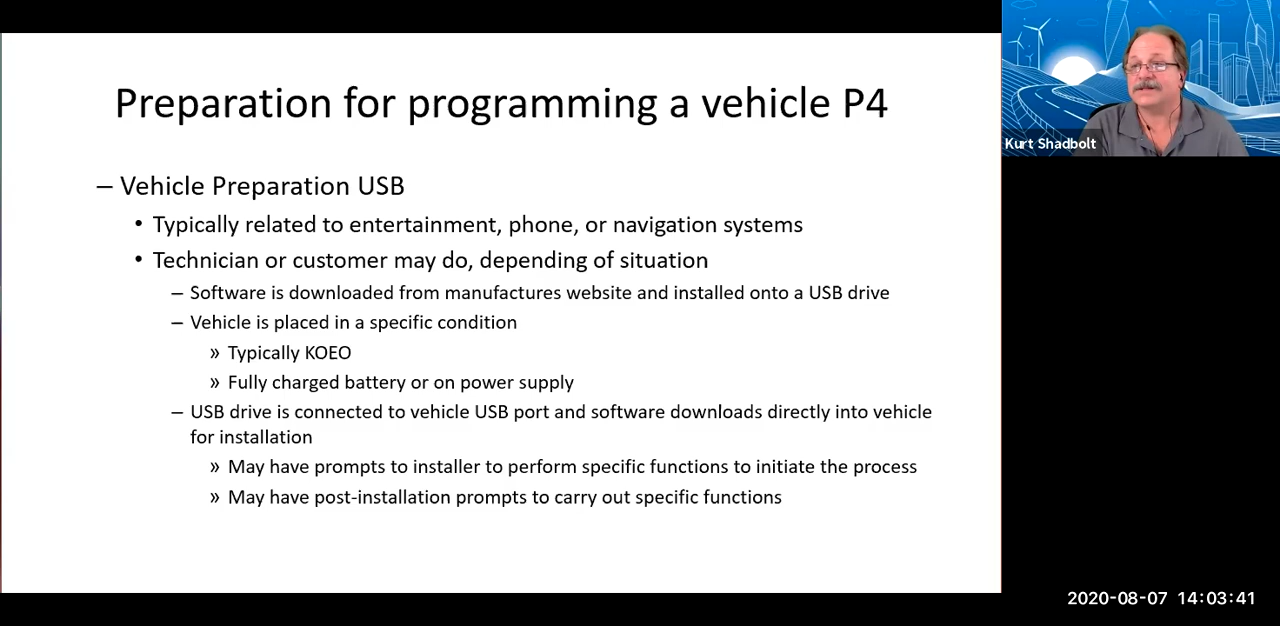 Preparation for programming a vehicle P4
– Vehicle Preparation USB
• Typically related to entertainment, phone, or navigation systems
• Technician or customer may do, depending of situation
– Software is downloaded from manufactures website and installed onto a USB drive
– Vehicle is placed in a specific condition
» Typically KOEO
» Fully charged battery or on power supply
– USB drive is connected to vehicle USB port and software downloads directly into vehicle
for installation
» May have prompts to installer to perform specific functions to initiate the process
» May have post-installation prompts to carry out specific functions
Kurt Shadbolt
2020-08-07 14:03:41